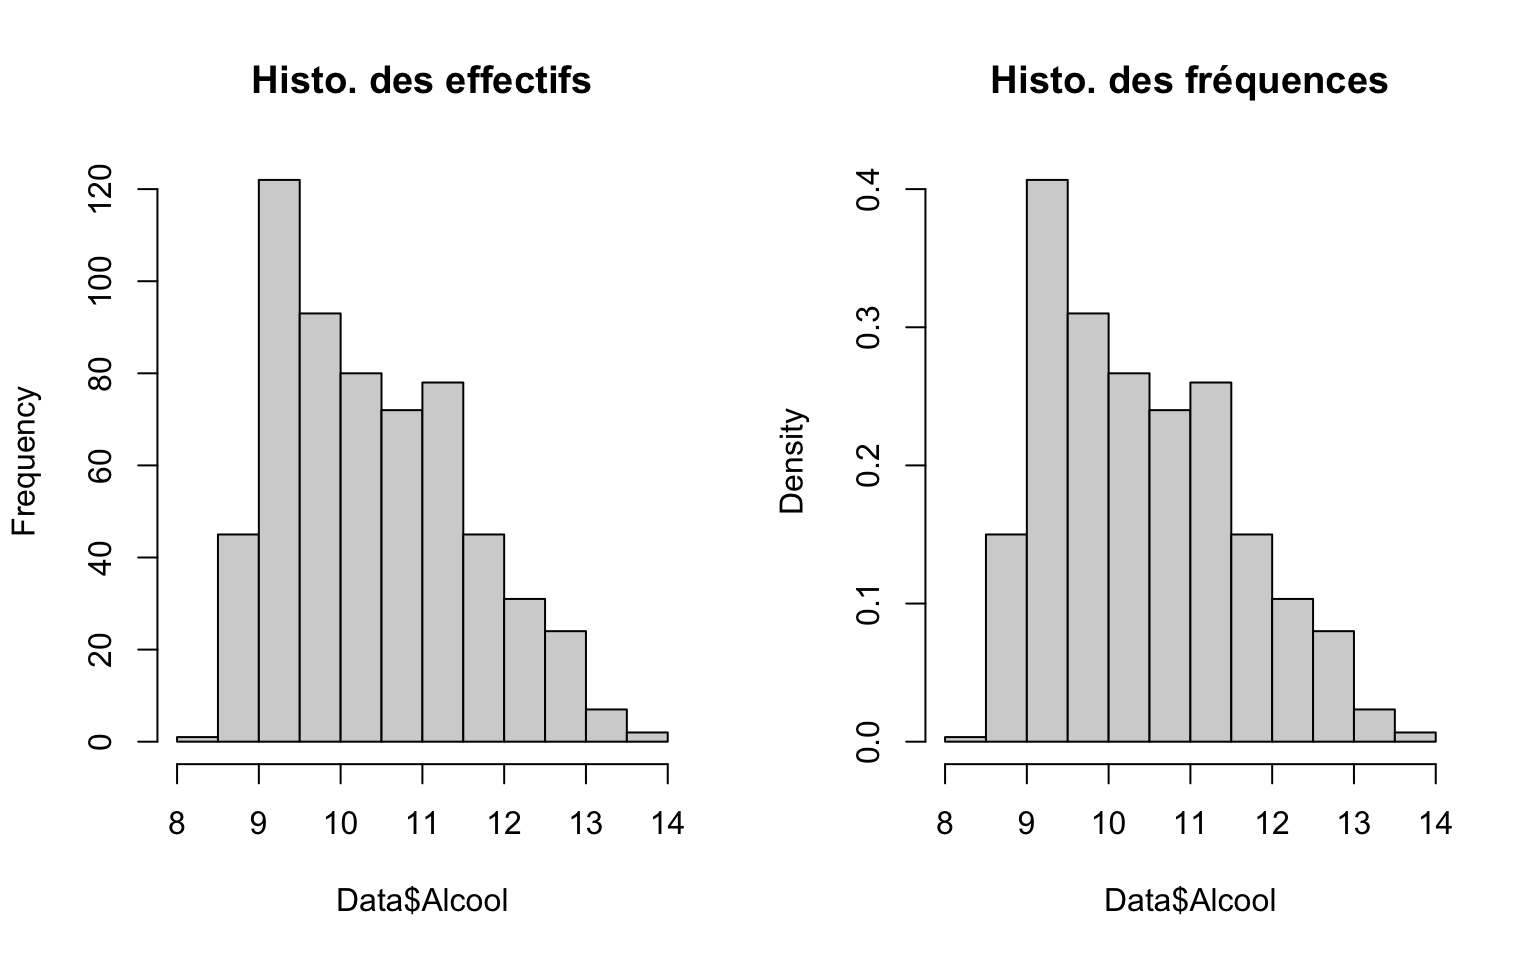 Histo. des effectifs
Frequency
120
100
80
60
40
20
0
8 9 10 11 12 13 14
Data$Alcool
Histo. des fréquences
Density
0.4
0.3
0.2
0.1
0.0
8 9 10 11 12 13 14
Data$Alcool